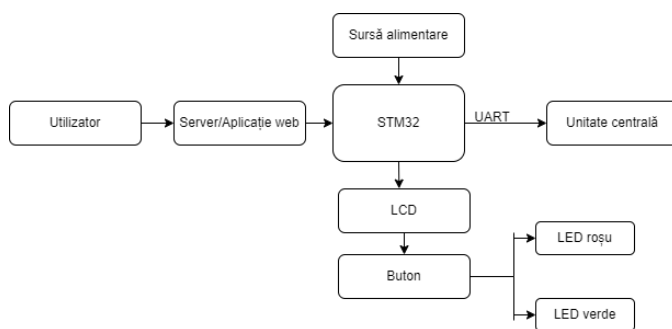 Sursă alimentare
Utilizator
Server/Aplicație web
STM32
UART
Unitate centrală
LCD
LED roșu
Buton
LED verde